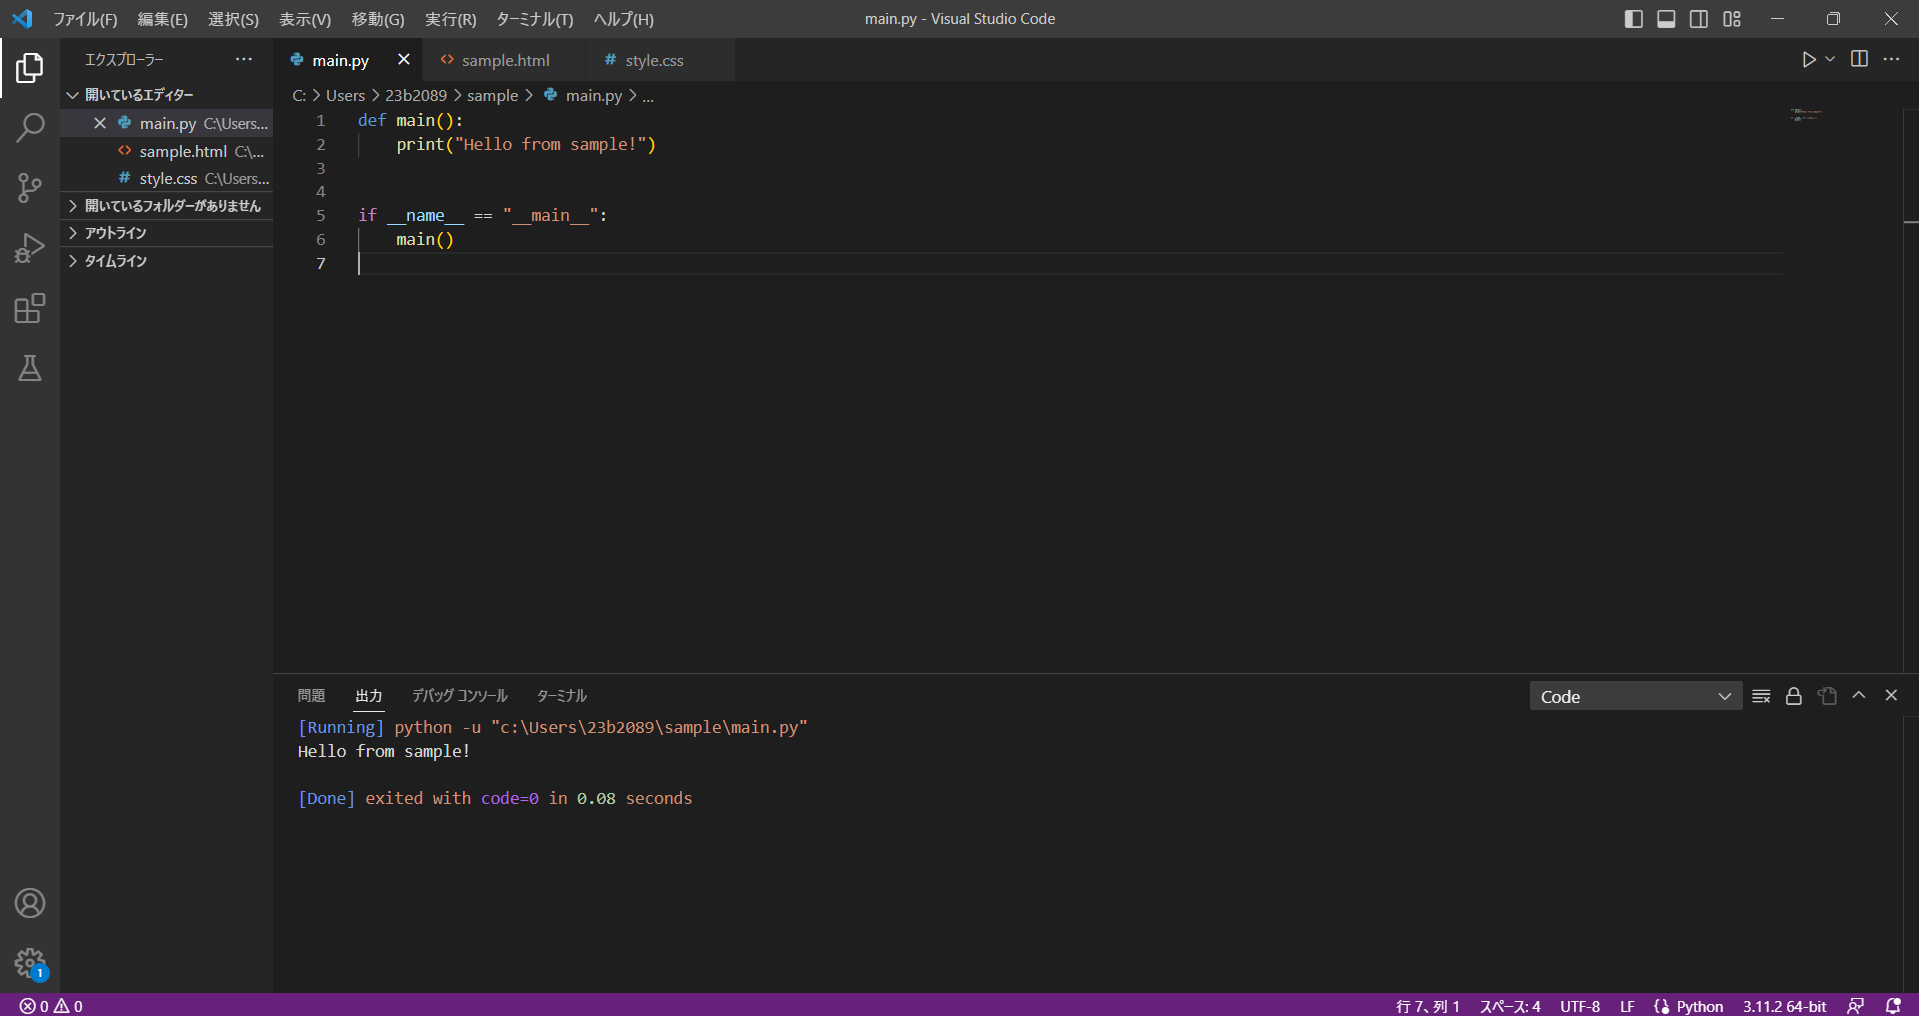 ファイル(F) 編集(E) 選択(S) 表示(V) 移動(G) 実行(R) ターミナル(T) ヘルプ(H) main.py - Visual Studio Code
エクスプローラー
開いているエディター
main.py C:\Users...
sample.html C:\...
style.css C:\Users...
開いているフォルダーがありません
アウトライン
タイムライン
main.py sample.html style.css
C: > Users > 23b2089 > sample > main.py > ...
1 def main():
2 print("Hello from sample!")
3
4
5 if __name__ == "__main__":
6 main()
7
問題 出力 デバッグ コンソール ターミナル Code
[Running] python -u "c:\Users\23b2089\sample\main.py"
Hello from sample!
[Done] exited with code=0 in 0.08 seconds
1
0 0 行 7、列 1 スペース: 4 UTF-8 LF Python 3.11.2 64-bit